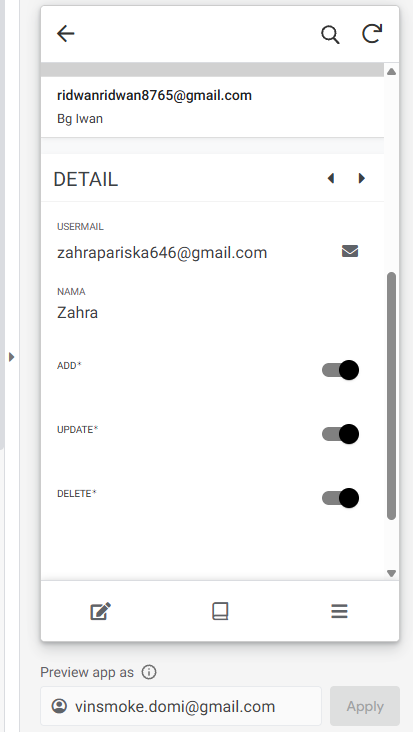 ridwanridwan8765@gmail.com
Bg Iwan
DETAIL
USERMAIL
zahrapariska646@gmail.com
NAMA
Zahra
ADD*
UPDATE*
DELETE*
Preview app as
vinsmoke.domi@gmail.com Apply